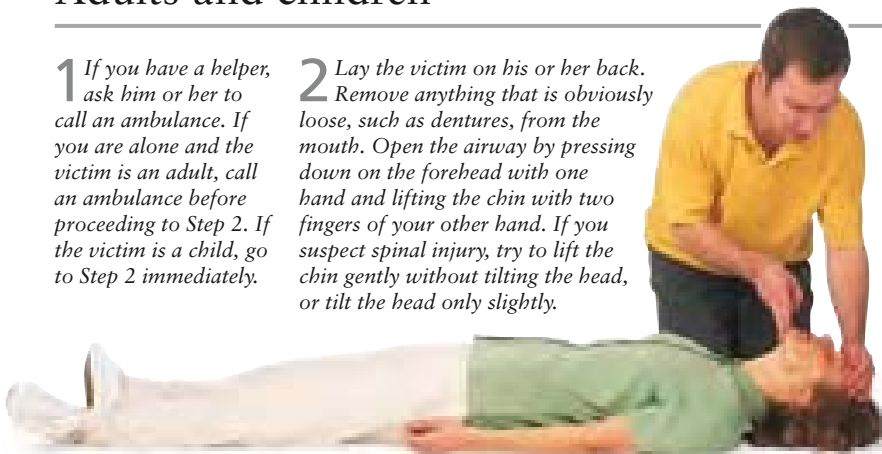 Adults and children
1 If you have a helper,
ask him or her to
call an ambulance. If
you are alone and the
victim is an adult, call
an ambulance before
proceeding to Step 2. If
the victim is a child, go
to Step 2 immediately.
2 Lay the victim on his or her back.
Remove anything that is obviously
loose, such as dentures, from the
mouth. Open the airway by pressing
down on the forehead with one
hand and lifting the chin with two
fingers of your other hand. If you
suspect spinal injury, try to lift the
chin gently without tilting the head,
or tilt the head only slightly.